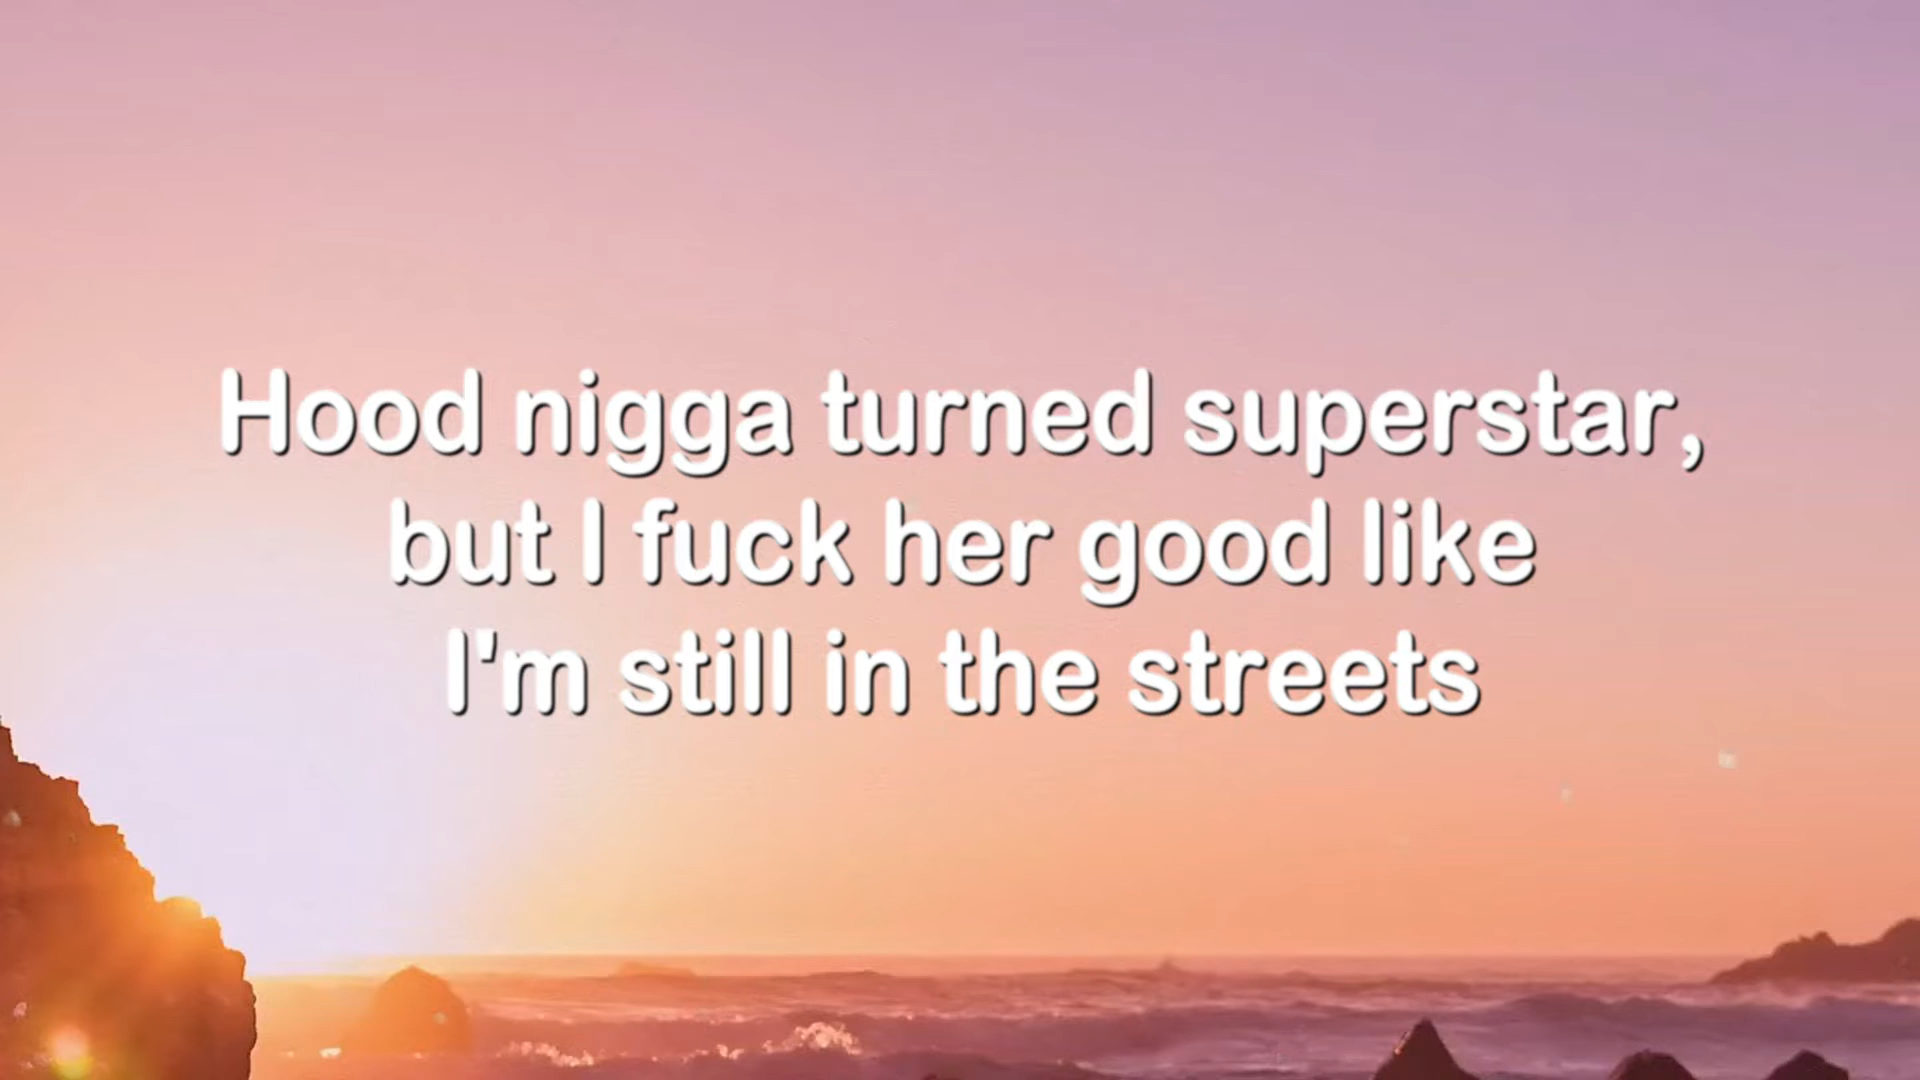 Hood nigga turned superstar,
but I fuck her good like
I'm still in the streets